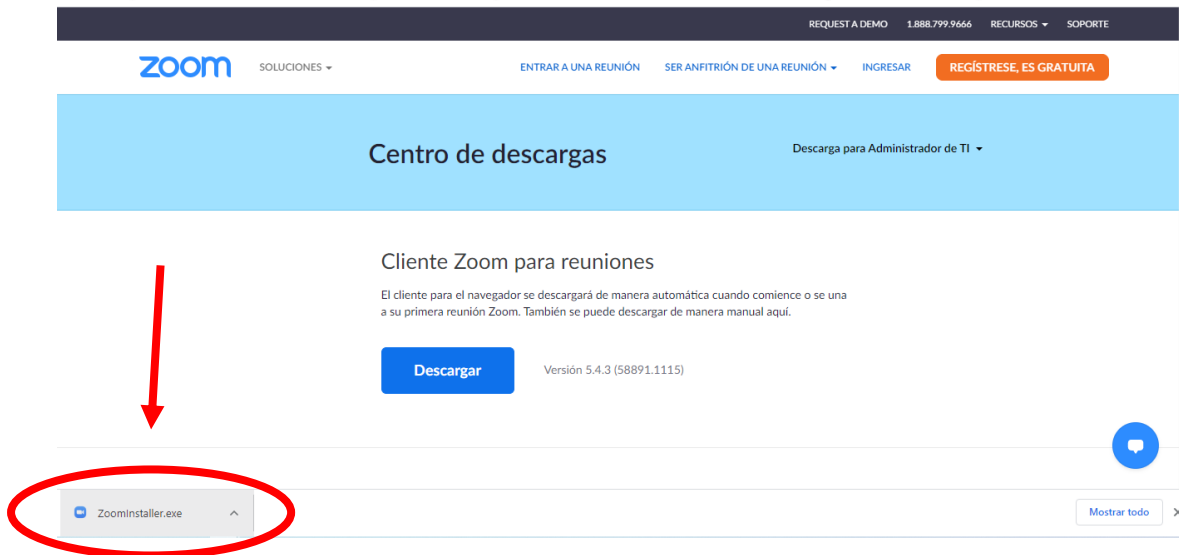 REQUEST A DEMO 1.888.799.9666 RECURSOS SOPORTE
zoom SOLUCIONES ENTRAR A UNA REUNIÓN SER ANFITRIÓN DE UNA REUNIÓN INGRESAR REGÍSTRESE, ES GRATUITA
Centro de descargas Descarga para Administrador de TI
Cliente Zoom para reuniones
El cliente para el navegador se descargará de manera automática cuando comience o se una
a su primera reunión Zoom. También se puede descargar de manera manual aquí.
Descargar Versión 5.4.3 (58891.1115)
ZoomInstaller.exe Mostrar todo